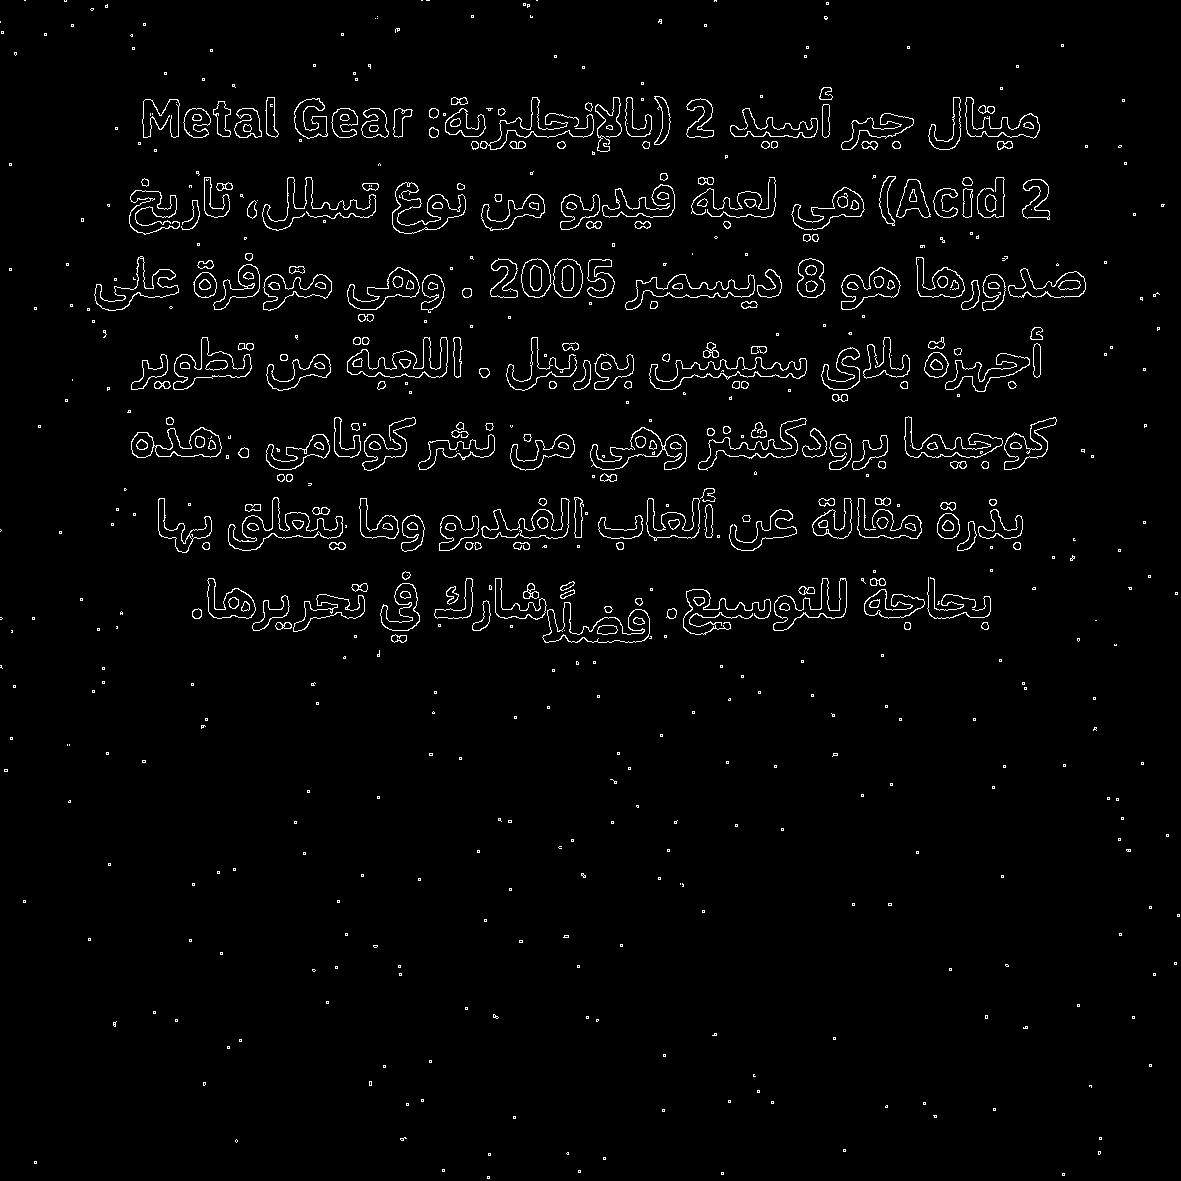 ميتال جير أسيد 2 (بالإنجليزية: Metal Gear
Acid 2) هي لعبة فيديو من نوع تسلل، تاريخ
صدورها هو 8 ديسمبر 2005 . وهي متوفرة على
أجهزة بلاي ستيشن بورتبل . اللعبة من تطوير
كوجيما برودكشنز وهي من نشر كونامي . هذه
بذرة مقالة عن ألعاب الفيديو وما يتعلق بها
بحاجة للتوسيع. فضلًا شارك في تحريرها.